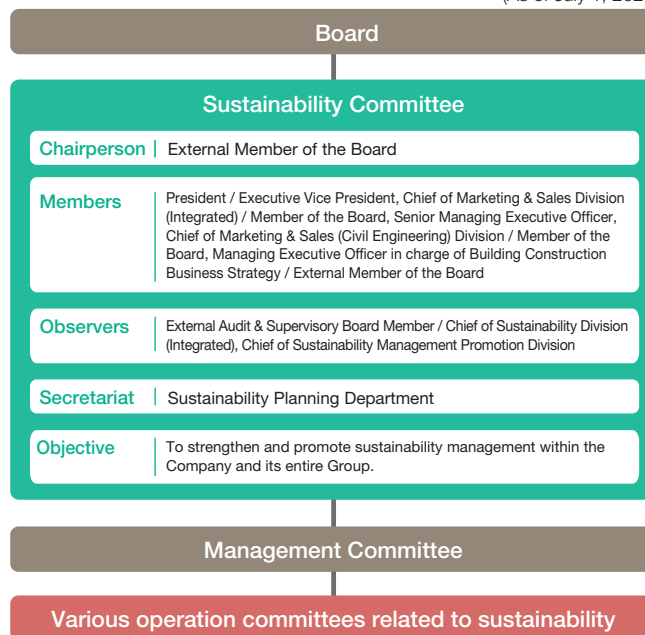 (As of July 1, 202
Board
Sustainability Committee
Chairperson External Member of the Board
Members
President / Executive Vice President, Chief of Marketing & Sales Division
(Integrated) / Member of the Board, Senior Managing Executive Officer,
Chief of Marketing & Sales (Civil Engineering) Division / Member of the
Board, Managing Executive Officer in charge of Building Construction
Business Strategy / External Member of the Board
Observers
External Audit & Supervisory Board Member / Chief of Sustainability Division
(Integrated), Chief of Sustainability Management Promotion Division
Secretariat Sustainability Planning Department
Objective
To strengthen and promote sustainability management within the
Company and its entire Group.
Management Committee
Various operation committees related to sustainability